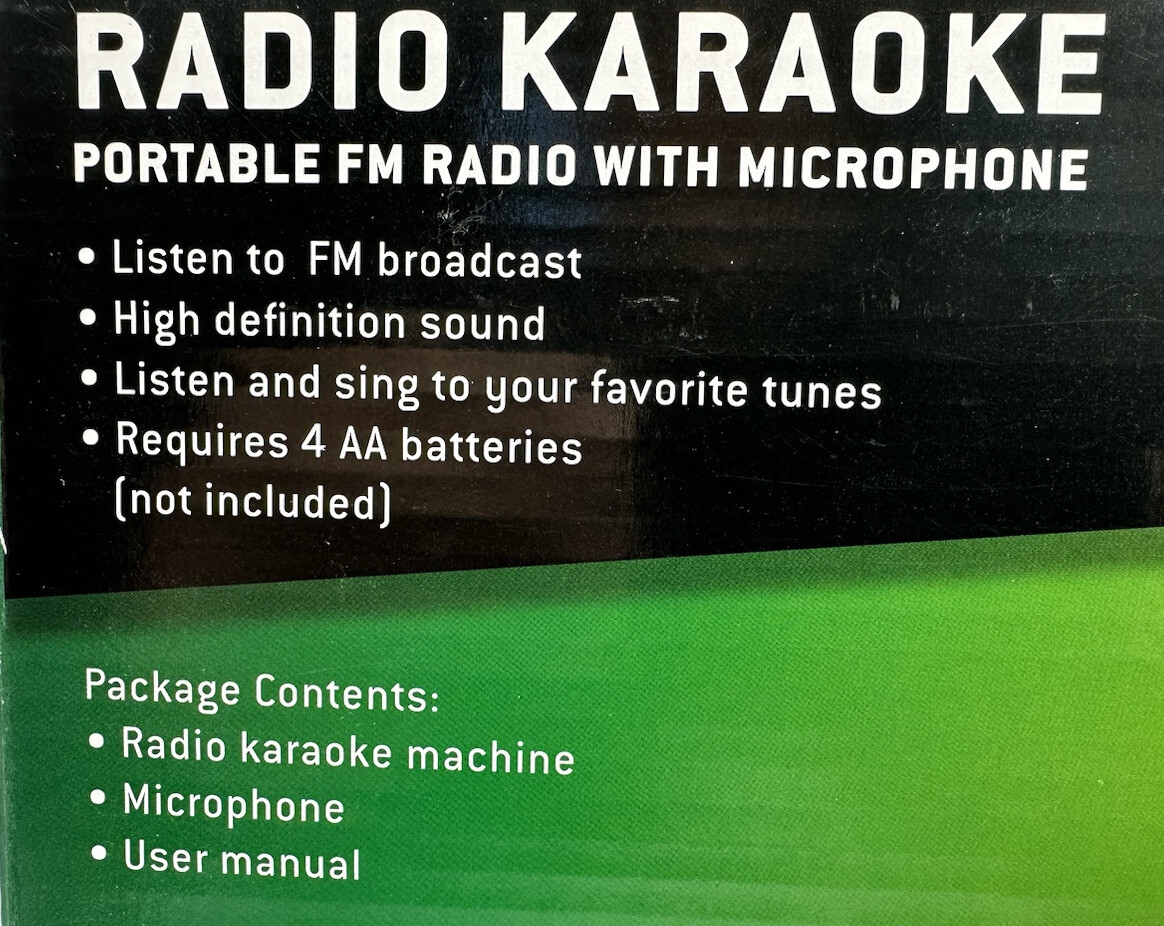 RADIO KARAOKE
PORTABLE FM RADIO WITH MICROPHONE
• Listen to FM broadcast
• High definition sound
• Listen and sing to your favorite tunes
• Requires 4 AA batteries
(not included)
Package Contents:
• Radio karaoke machine
• Microphone
• User manual